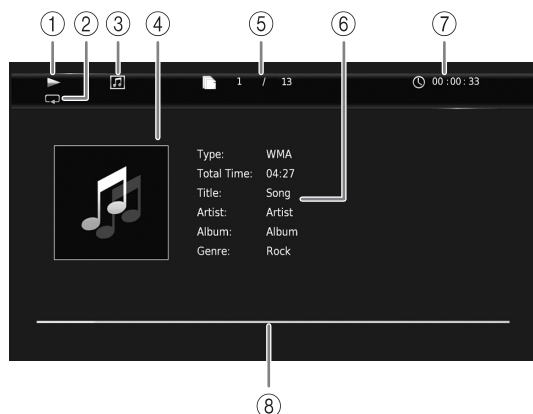 ① ② ③ ④ ⑤ ⑥ ⑦
1 / 13 00:00:33
Type: WMA
Total Time: 04:27
Title: Song
Artist: Artist
Album: Album
Genre: Rock
⑧